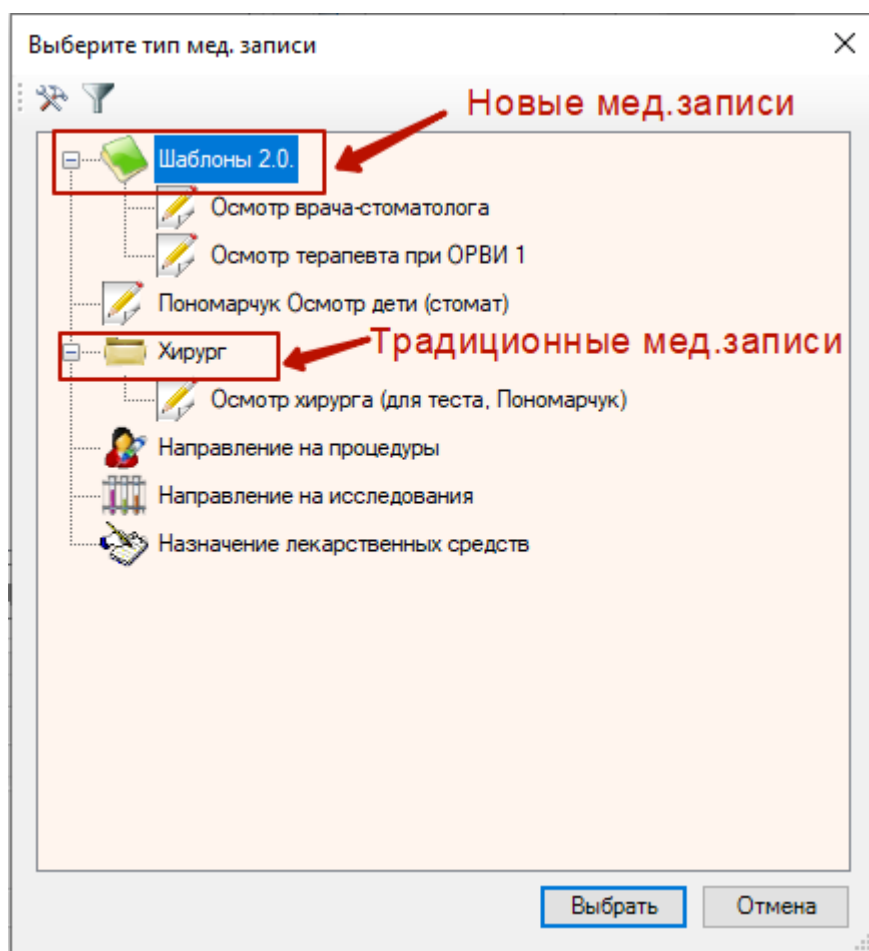 Выберите тип мед. записи
Новые мед.записи
Шаблоны 2.0.
Осмотр врача-стоматолога
Осмотр терапевта при ОРВИ 1
Пономарчук Осмотр дети (стомат)
Хирург
Традиционные мед.записи
Осмотр хирурга (для теста, Пономарчук)
Направление на процедуры
Направление на исследования
Назначение лекарственных средств
Выбрать
Отмена